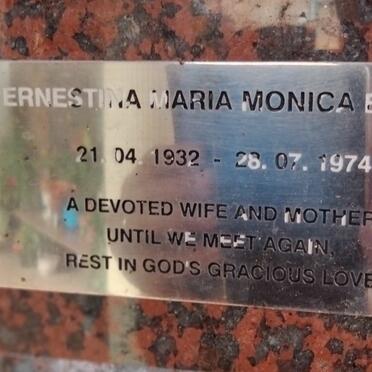 ERNESTINA MARIA MONICA
21. 04. 1932 - 28. 07. 1974
A DEVOTED WIFE AND MOTHER
UNTIL WE MEET AGAIN,
REST IN GOD'S GRACIOUS LOVE